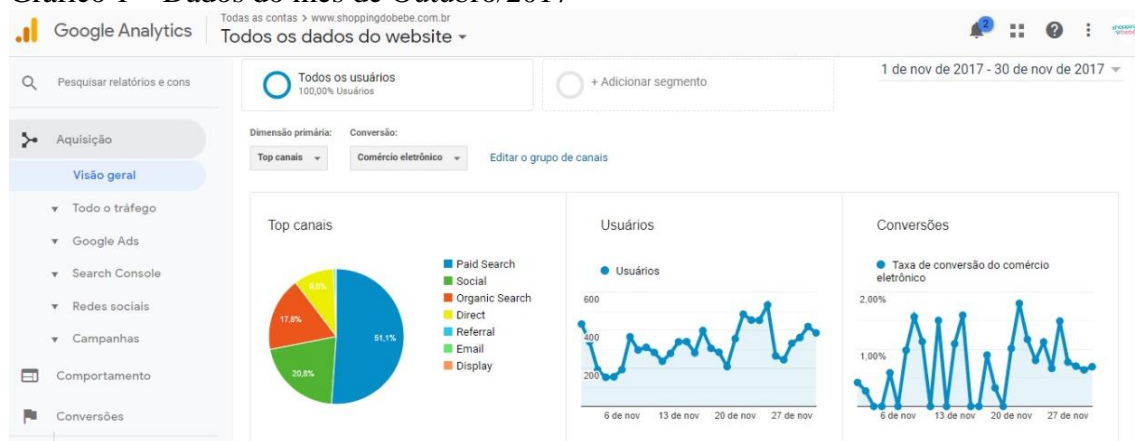 Gráfico 1 – Dados do mês de Outubro/2017
Google Analytics
Todas as contas > www.shoppingdobebe.com.br
Todos os dados do website
2
Pesquisar relatórios e cons
Aquisição
Visão geral
Todo o tráfego
Google Ads
Search Console
Redes sociais
Campanhas
Comportamento
Conversões
Todos os usuários
100,00% Usuários
+ Adicionar segmento
1 de nov de 2017 - 30 de nov de 2017
Dimensão primária: Conversão:
Top canais Comércio eletrônico Editar o grupo de canais
Top canais
Paid Search
Social
Organic Search
Direct
Referral
Email
Display
17,8%
51,1%
20,8%
Usuários
Usuários
600
400
200
6 de nov 13 de nov 20 de nov 27 de nov
Conversões
Taxa de conversão do comércio
eletrônico
2,00%
1,00%
6 de nov 13 de nov 20 de nov 27 de nov